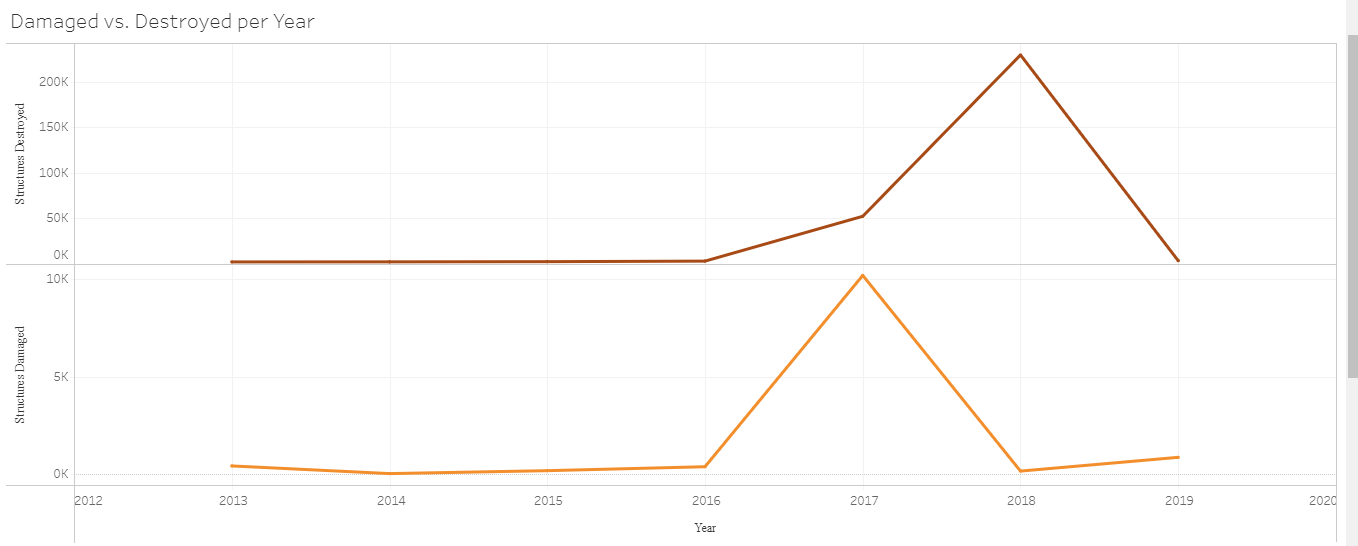 Damaged vs. Destroyed per Year
Structures Destroyed
200K
150K
100K
50K
0K
Structures Damaged
10K
5K
0K
2012 2013 2014 2015 2016 2017 2018 2019 2020
Year